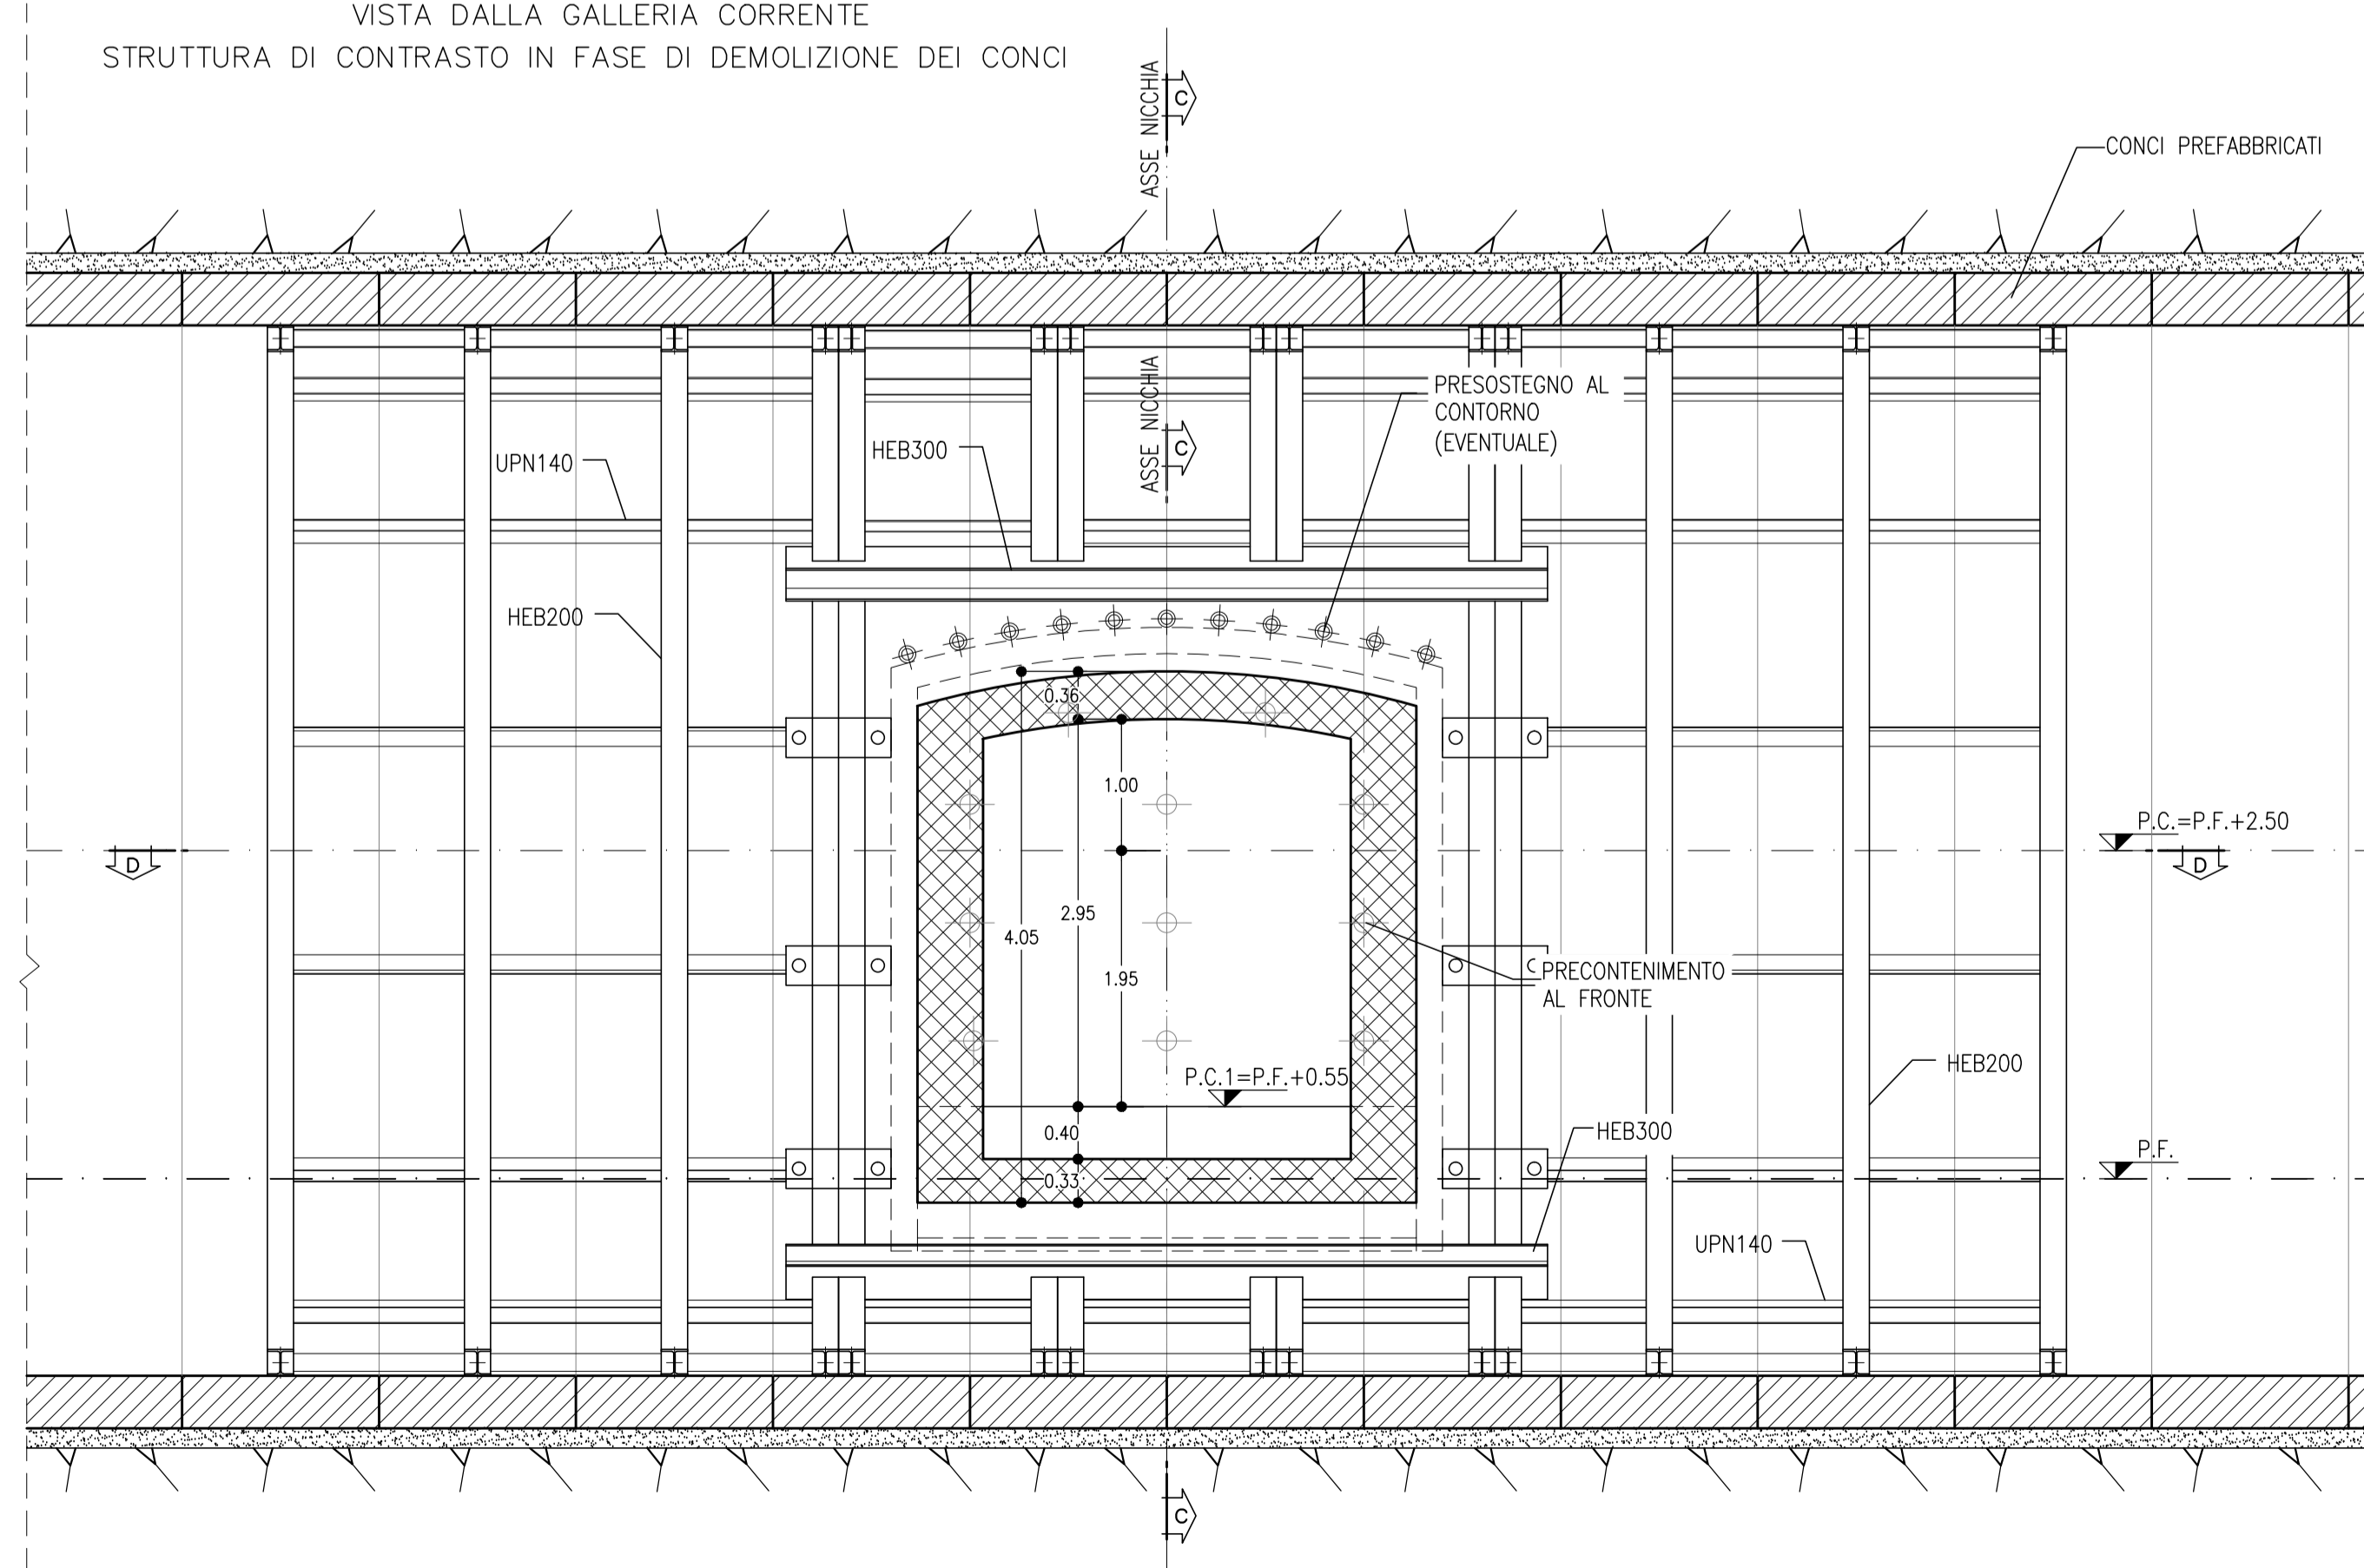 VISTA DALLA GALLERIA CORRENTE
STRUTTURA DI CONTRASTO IN FASE DI DEMOLIZIONE DEI CONCI
ASSE NICCHIA
C
CONCI PREFABBRICATI
ASSE NICCHIA
C
PRESOSTEGNO AL
CONTORNO
(EVENTUALE)
HEB300
UPN140
HEB200
0.36
1.00
P.C.=P.F.+2.50
D
D
2.95
4.05
1.95
PRECONTENIMENTO
AL FRONTE
P.C.1=P.F.+0.55
HEB200
0.40
HEB300
P.F.
0.33
UPN140
C